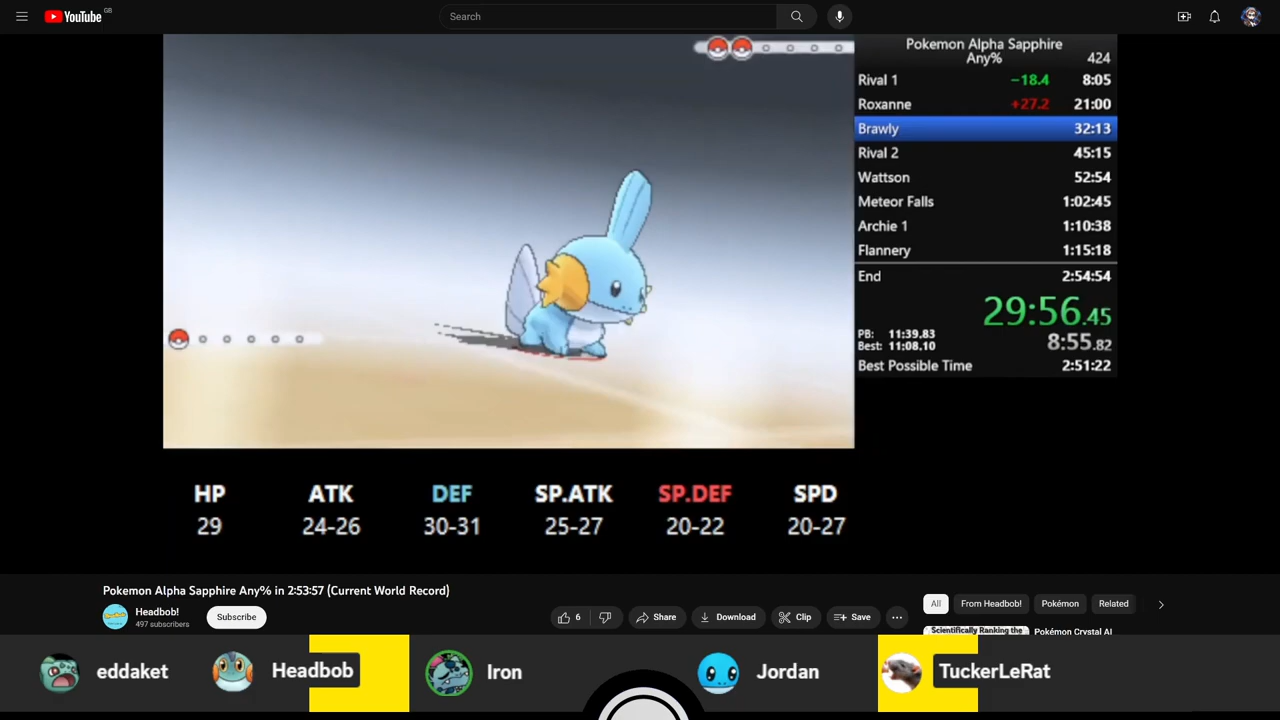 YouTube GB
Search
Pokemon Alpha Sapphire
Any% 424
Rival 1 −18.4 8:05
Roxanne +27.2 21:00
Brawly 32:13
Rival 2 45:15
Wattson 52:54
Meteor Falls 1:02:45
Archie 1 1:10:38
Flannery 1:15:18
End 2:54:54
29:56.45
PB: 11:39.83
Best: 11:08.10
8:55.82
Best Possible Time 2:51:22
HP ATK DEF SP.ATK SP.DEF SPD
29 24-26 30-31 25-27 20-22 20-27
Pokemon Alpha Sapphire Any% in 2:53:57 (Current World Record)
Headbob!
497 subscribers
Subscribe
6
Share
Download
Clip
Save
All
From Headbob!
Pokémon
Related
Scientifically Ranking the
Pokémon Crystal AI
eddaket
Headbob
Iron
Jordan
TuckerLeRat